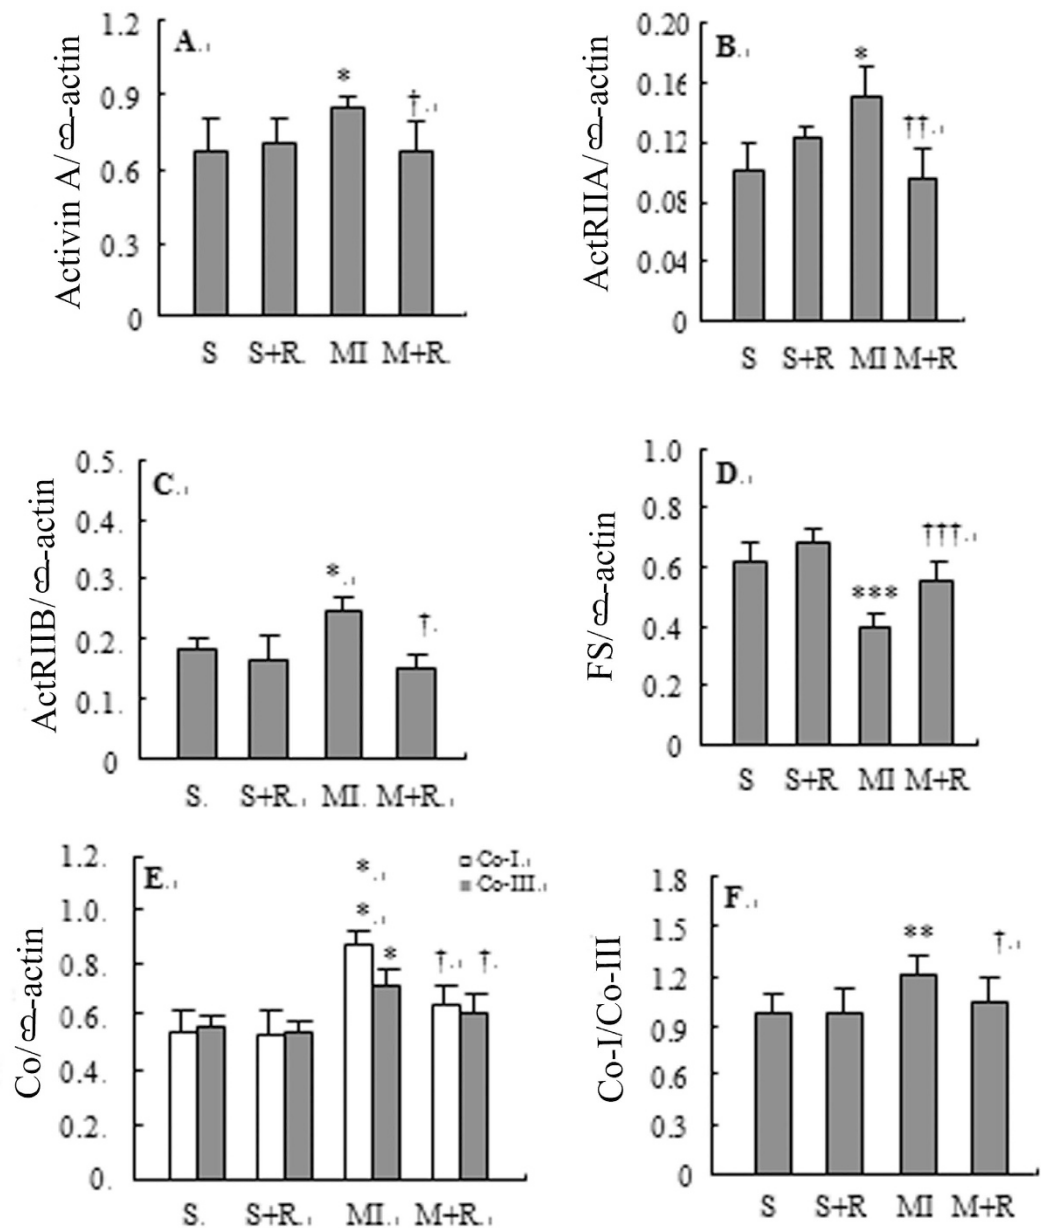 A.
Activin A/ϖ-actin
1.2
0.9
0.6
0.3
0
*
†
S S+R. MI M+R.
B.
ActRIIA/ϖ-actin
0.20
0.16
0.12
0.08
0.04
0
*
††
S S+R MI M+R
C.
ActRIIB/ϖ-actin
0.5.
0.4.
0.3.
0.2.
0.1.
0
*
†.
S. S+R. MI. M+R.
D.
FS/ϖ-actin
1.0
0.8
0.6
0.4
0.2
0
***
†††
S S+R MI M+R
E.
Co/ϖ-actin
1.2.
1.0.
0.8.
0.6.
0.4.
0.2.
0.
Co-I.
Co-III.
*
*
*
†. †.
S. S+R. MI. M+R.
F.
Co-I/Co-III
1.8
1.5
1.2
0.9
0.6
0.3
0
**
†
S S+R MI M+R